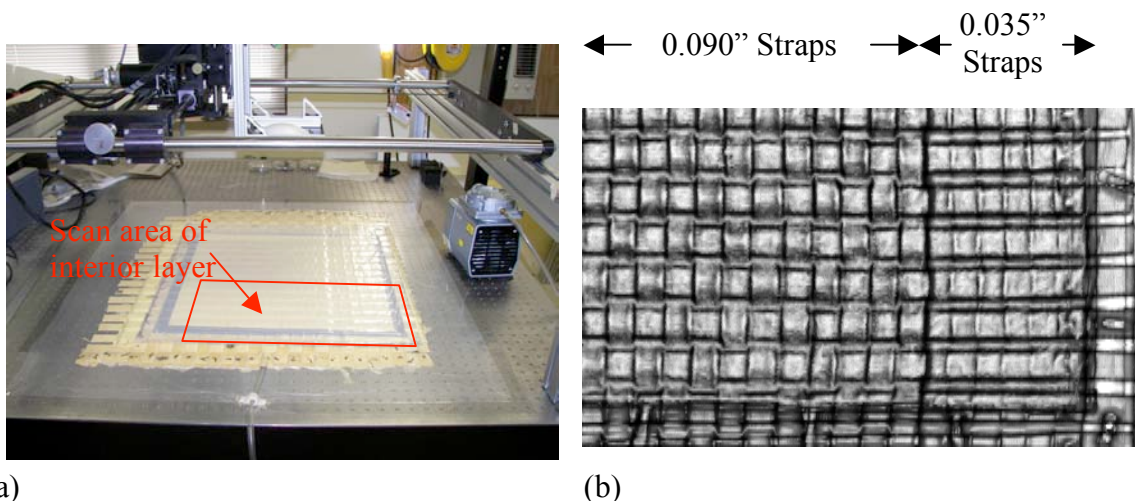 0.090” Straps
0.035”
Straps
Scan area of
interior layer
a)
(b)